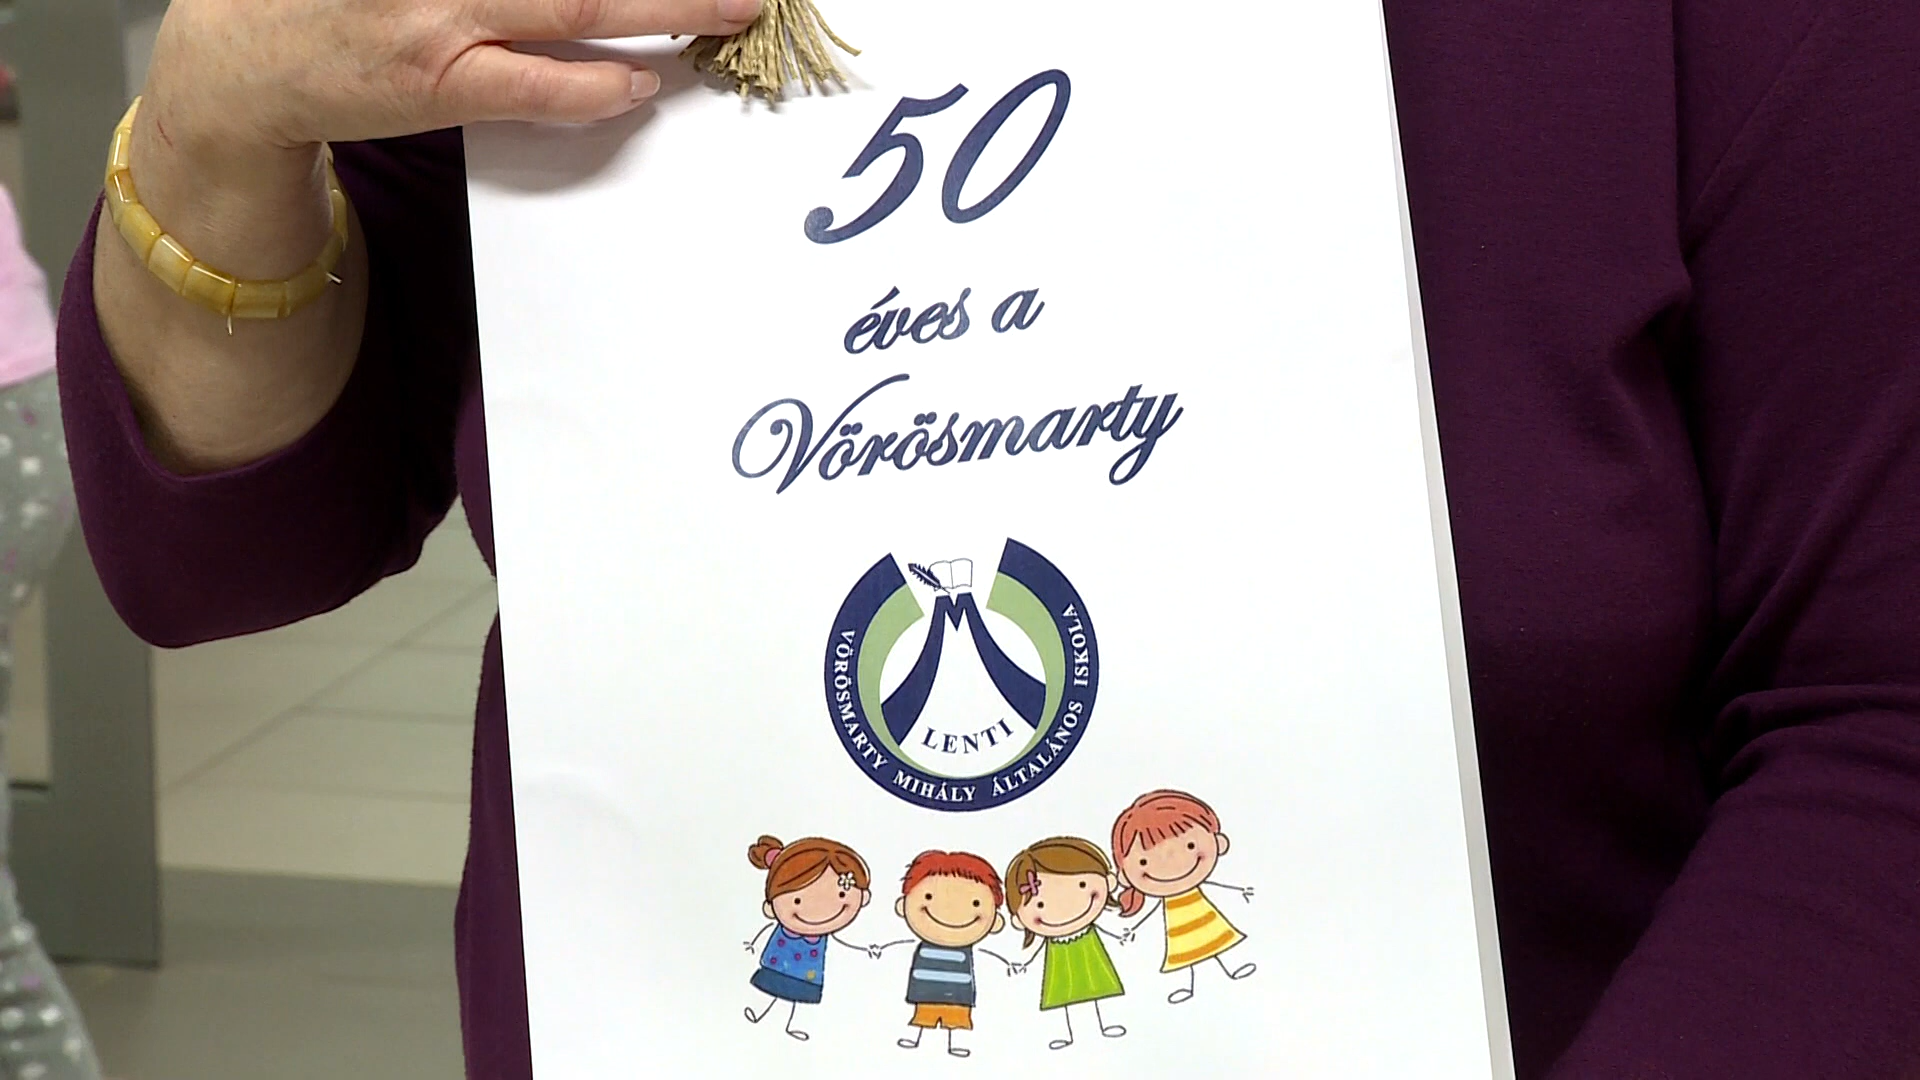 50
éves a
Vörösmarty
M
LENTI
VÖRÖSMARTY MIHÁLY ÁLTALÁNOS ISKOLA